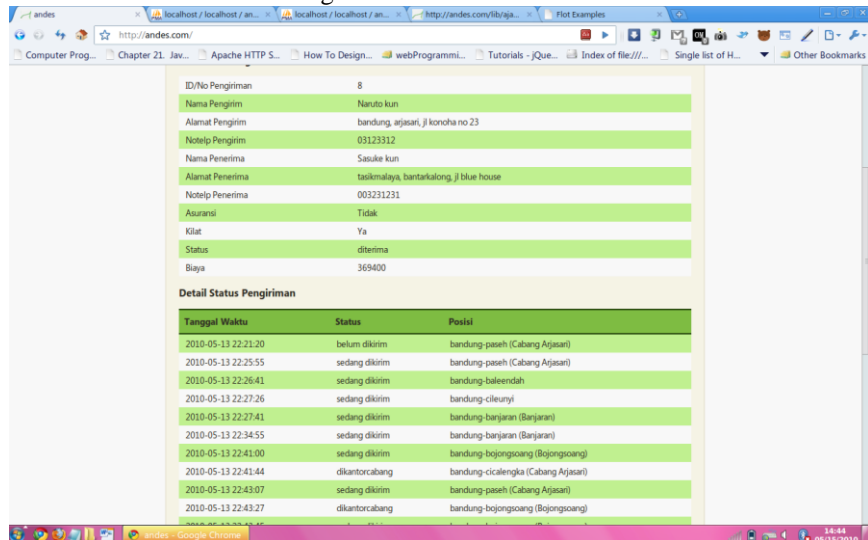 andes
localhost / localhost / an...
localhost / localhost / an...
http://andes.com/lib/aja...
Flot Examples
http://andes.com/
Computer Prog...
Chapter 21. Jav...
Apache HTTP S...
How To Design...
webProgrammi...
Tutorials - jQue...
Index of file:///...
Single list of H...
Other Bookmarks
ID/No Pengiriman 8
Nama Pengirim Naruto kun
Alamat Pengirim bandung, arjasari, jl konoha no 23
Notelp Pengirim 03123312
Nama Penerima Sasuke kun
Alamat Penerima tasikmalaya, bantarkalong, jl blue house
Notelp Penerima 003231231
Asuransi Tidak
Kilat Ya
Status diterima
Biaya 369400
Detail Status Pengiriman
Tanggal Waktu Status Posisi
2010-05-13 22:21:20 belum dikirim bandung-paseh (Cabang Arjasari)
2010-05-13 22:25:55 sedang dikirim bandung-paseh (Cabang Arjasari)
2010-05-13 22:26:41 sedang dikirim bandung-baleendah
2010-05-13 22:27:26 sedang dikirim bandung-cileunyi
2010-05-13 22:27:41 sedang dikirim bandung-banjaran (Banjaran)
2010-05-13 22:34:55 sedang dikirim bandung-banjaran (Banjaran)
2010-05-13 22:41:00 sedang dikirim bandung-bojongsoang (Bojongsoang)
2010-05-13 22:41:44 dikantorcabang bandung-cicalengka (Cabang Arjasari)
2010-05-13 22:43:07 sedang dikirim bandung-paseh (Cabang Arjasari)
2010-05-13 22:43:27 dikantorcabang bandung-bojongsoang (Bojongsoang)
andes - Google Chrome
14:44
05/15/2010